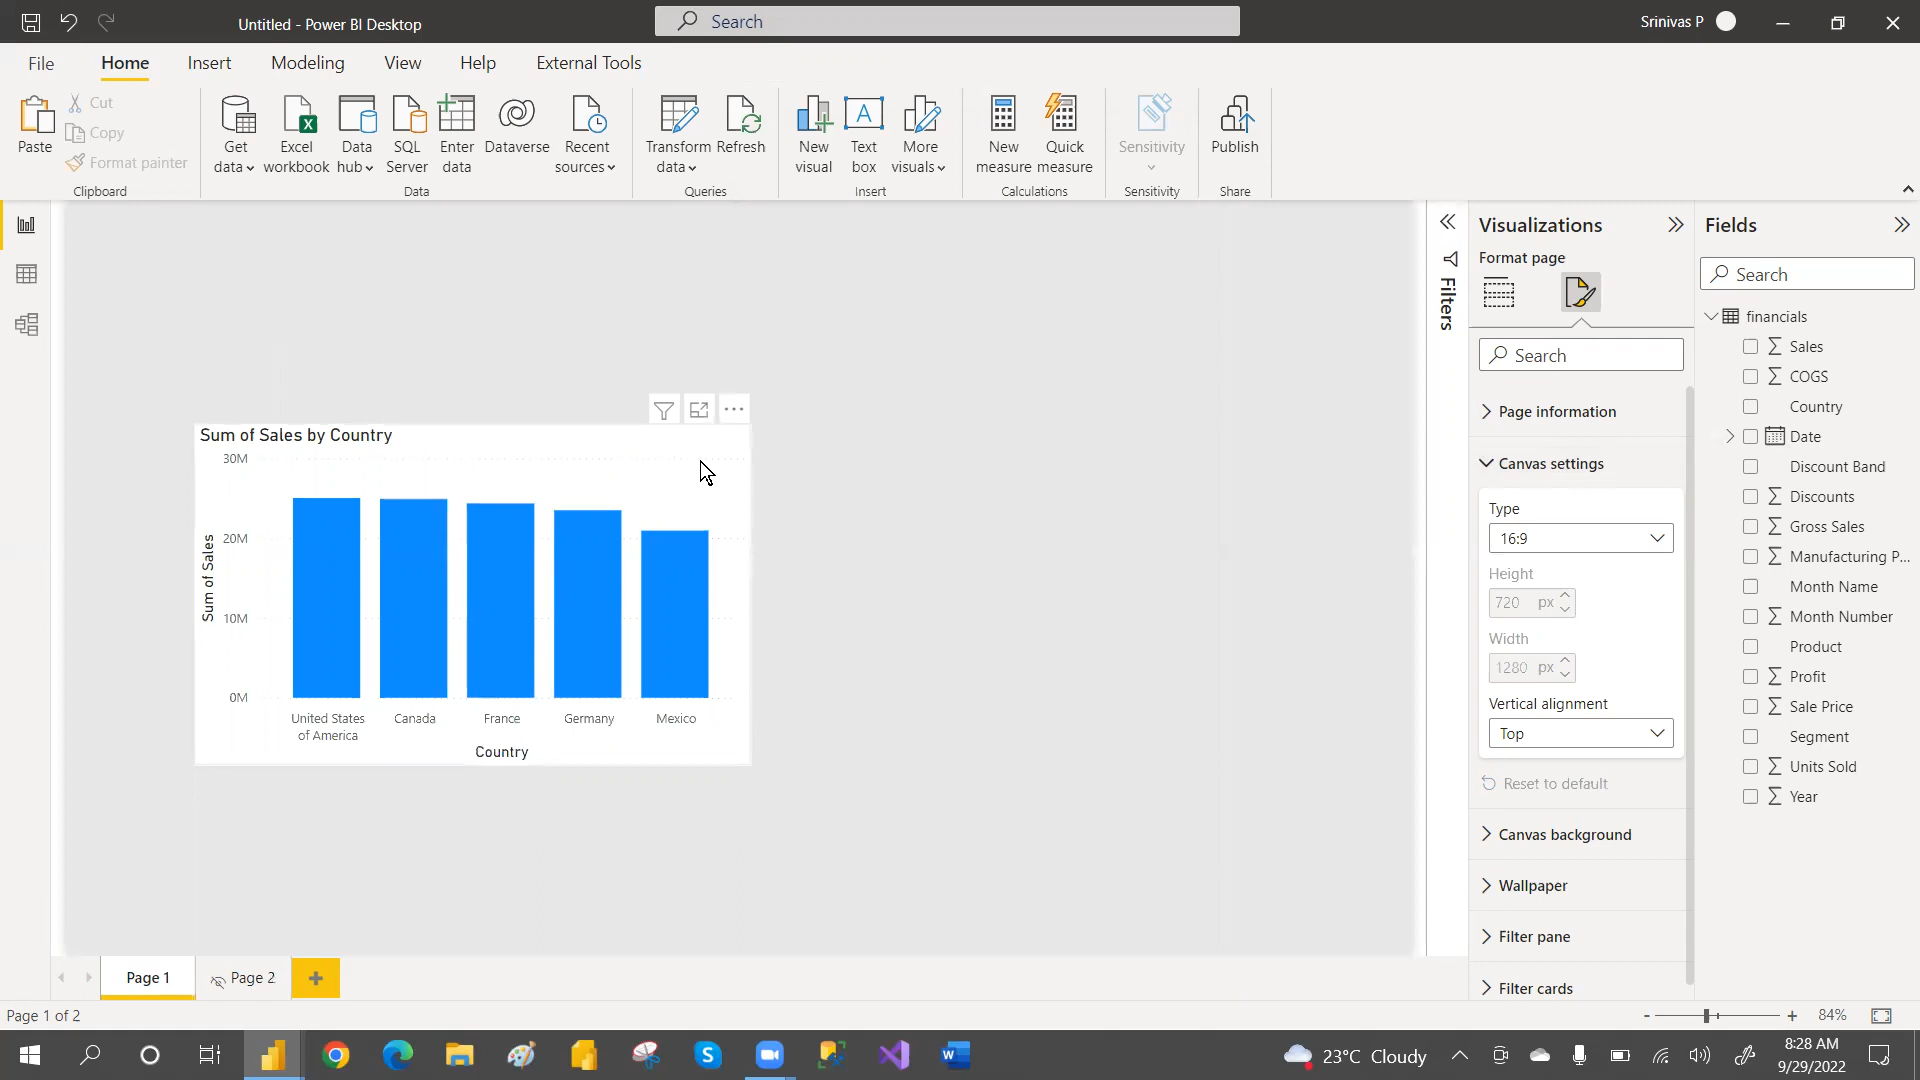 Untitled - Power BI Desktop
Search
Srinivas P
File
Home
Insert
Modeling
View
Help
External Tools
Paste
Cut
Copy
Format painter
Clipboard
Get data
Excel workbook
Data hub
SQL Server
Enter data
Dataverse
Recent sources
Data
Transform data
Refresh
Queries
New visual
Text box
More visuals
Insert
New measure
Quick measure
Calculations
Sensitivity
Sensitivity
Publish
Share
Sum of Sales by Country
Sum of Sales
30M
20M
10M
0M
United States of America
Canada
France
Germany
Mexico
Country
Filters
Visualizations
Format page
Search
Page information
Canvas settings
Type
16:9
Height
720 px
Width
1280 px
Vertical alignment
Top
Reset to default
Canvas background
Wallpaper
Filter pane
Filter cards
Fields
Search
financials
Sales
COGS
Country
Date
Discount Band
Discounts
Gross Sales
Manufacturing P...
Month Name
Month Number
Product
Profit
Sale Price
Segment
Units Sold
Year
Page 1
Page 2
Page 1 of 2
84%
23°C Cloudy
8:28 AM
9/29/2022